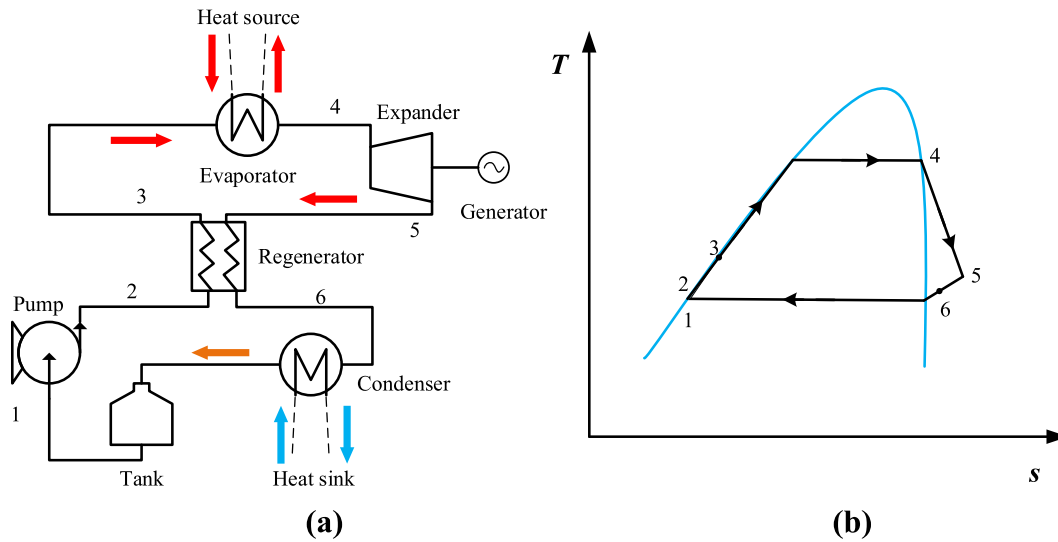 Heat source
4
Expander
Evaporator
3
Generator
5
Regenerator
2
6
Pump
Condenser
1
Tank
Heat sink
(a)
T
4
3
5
2
6
1
s
(b)